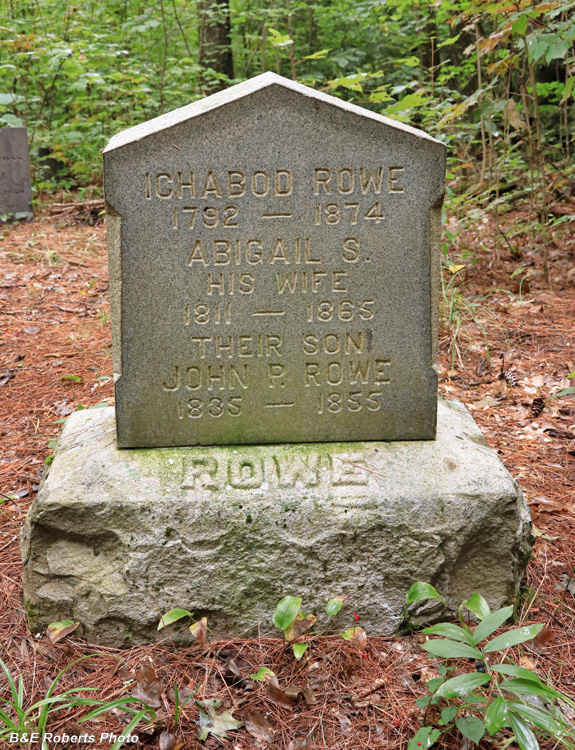 ICHABOD ROWE
1792 — 1874
ABIGAIL S.
HIS WIFE
1811 — 1865
THEIR SON
JOHN P. ROWE
1835 — 1855
ROWE
B&E Roberts Photo